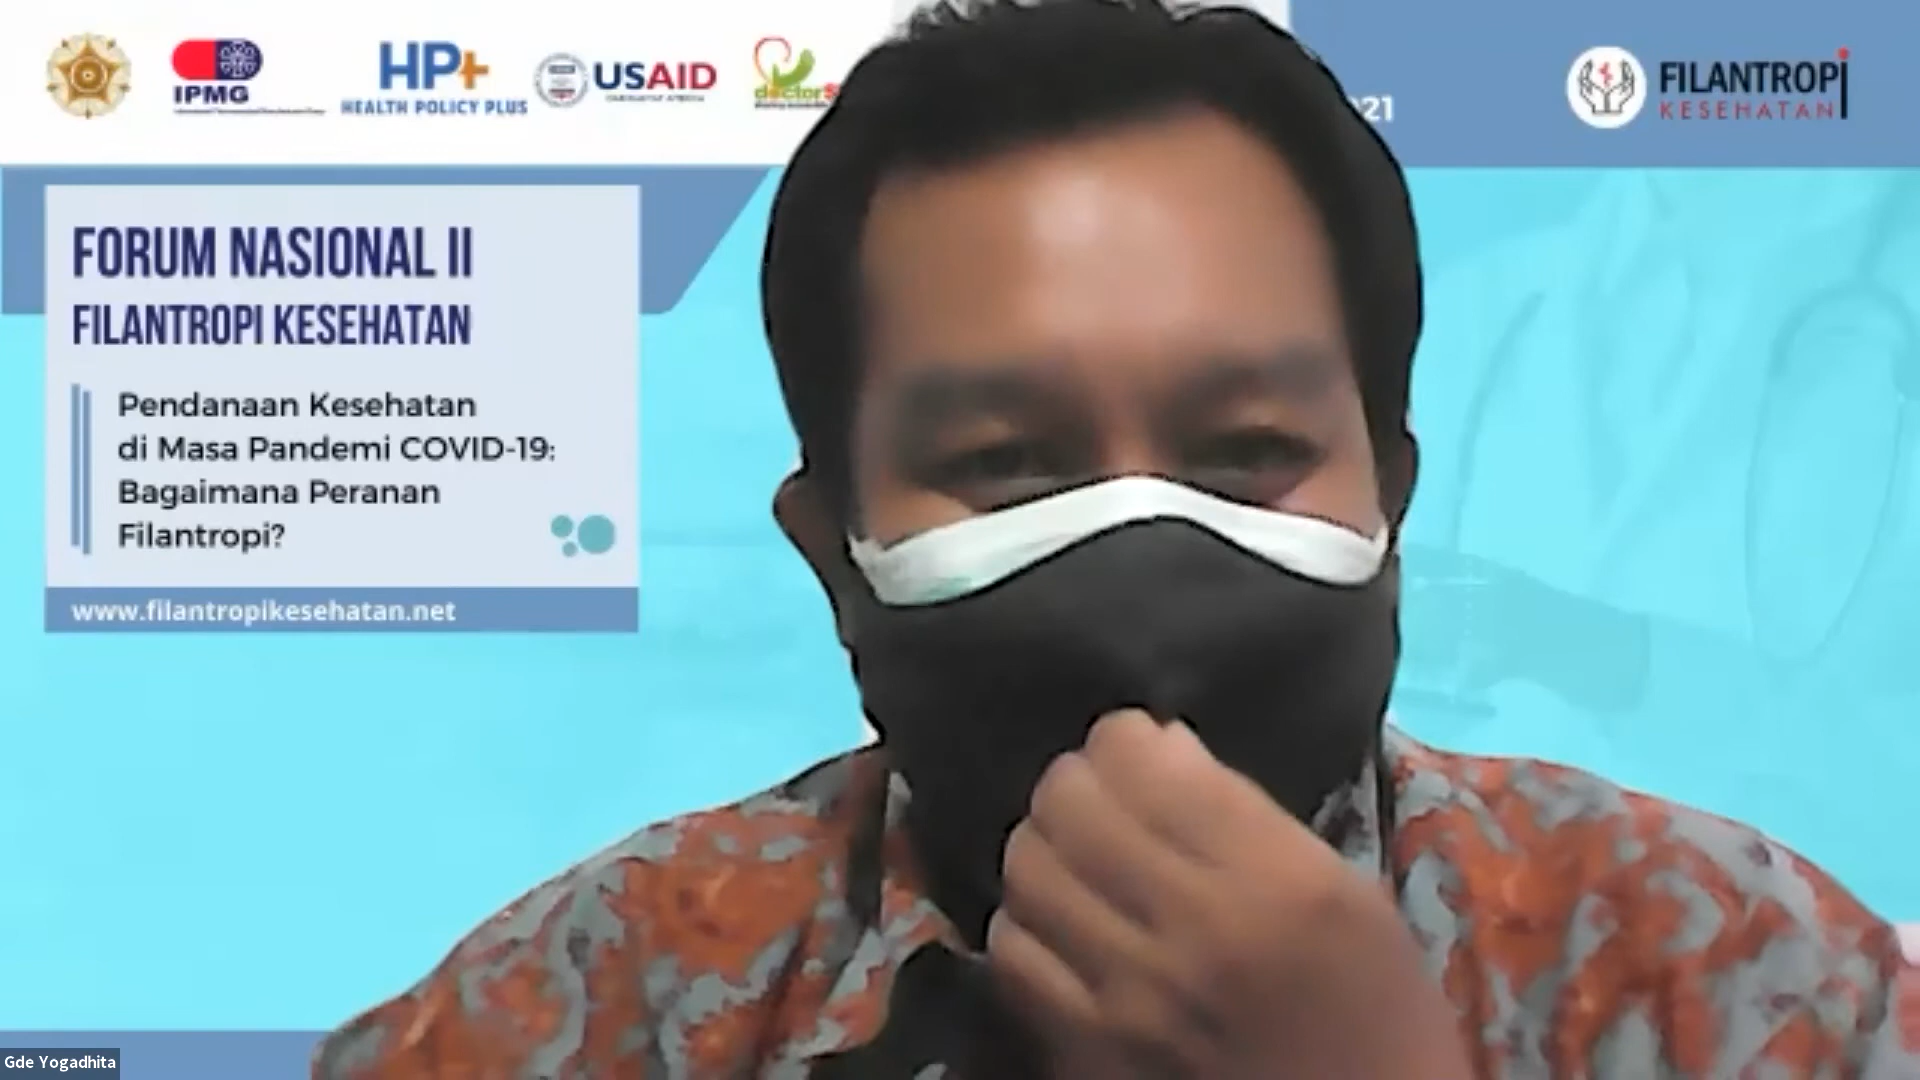 IPMG
HP+
HEALTH POLICY PLUS
USAID
21
FILANTROPI
KESEHATAN
FORUM NASIONAL II
FILANTROPI KESEHATAN
Pendanaan Kesehatan
di Masa Pandemi COVID-19:
Bagaimana Peranan
Filantropi?
www.filantropikesehatan.net
Gde Yogadhita